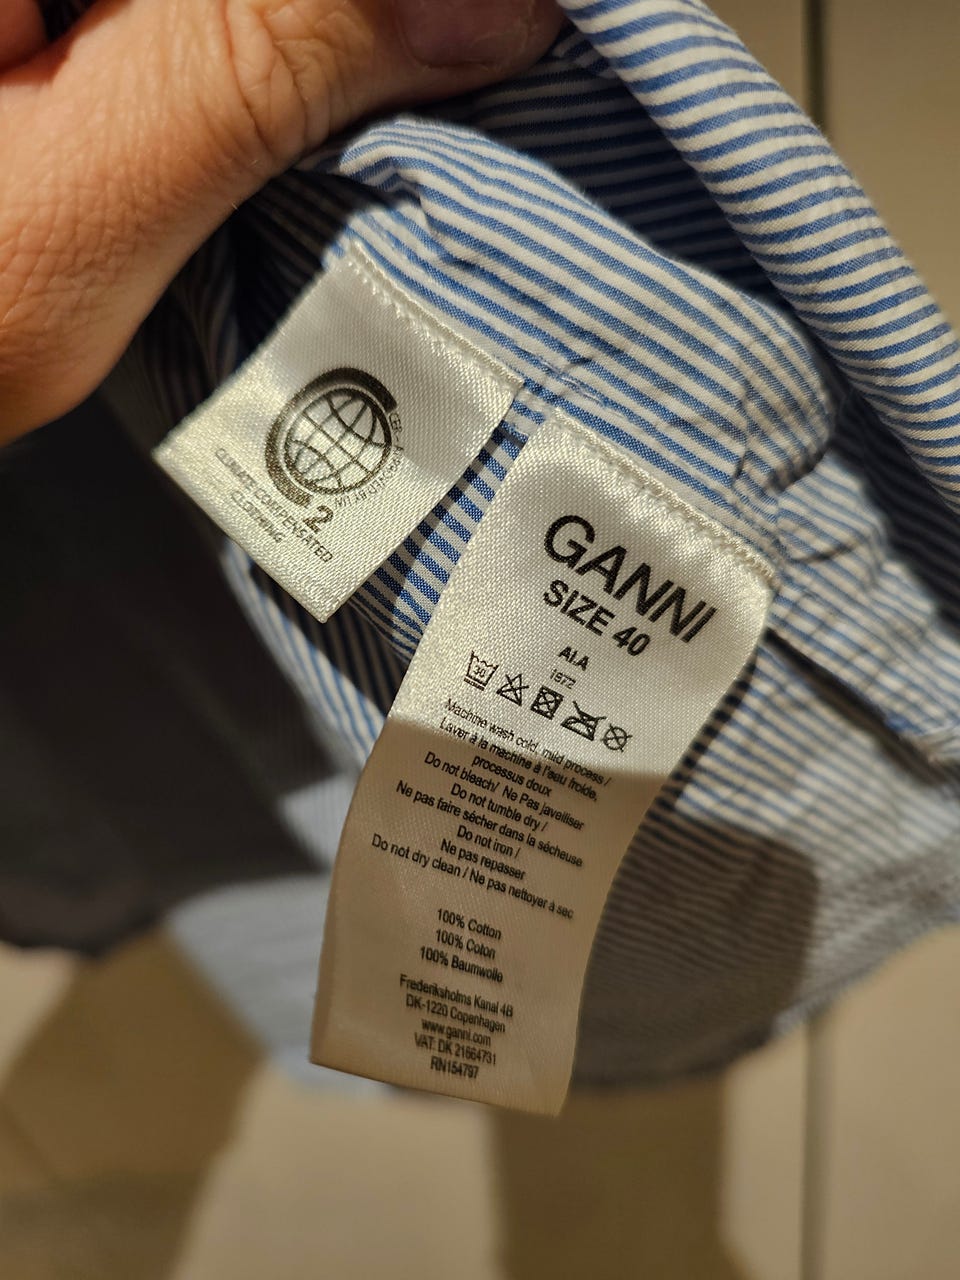 2
CLIMATE COMPENSATED
CLOTHING
GANNI
SIZE 40
ALA
1972
30
Machine wash cold, mild process /
Laver à la machine à l'eau froide,
processus doux
Do not bleach/ Ne Pas javelliser
Do not tumble dry /
Ne pas faire sécher dans la sécheuse
Do not iron /
Ne pas repasser
Do not dry clean / Ne pas nettoyer à sec
100% Cotton
100% Coton
100% Baumwolle
Frederiksholms Kanal 4B
DK-1220 Copenhagen
www.ganni.com
VAT: DK 21664731
RN154797